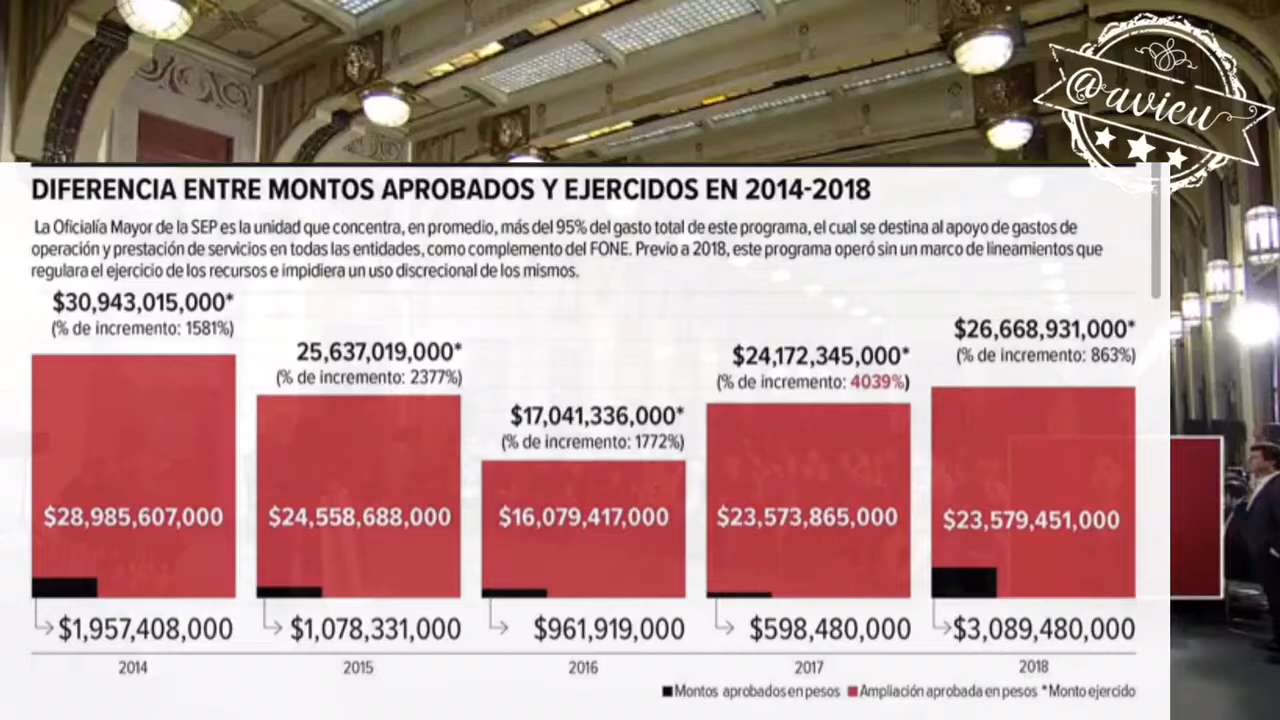 @avicu
DIFERENCIA ENTRE MONTOS APROBADOS Y EJERCIDOS EN 2014-2018
La Oficialía Mayor de la SEP es la unidad que concentra, en promedio, más del 95% del gasto total de este programa, el cual se destina al apoyo de gastos de
operación y prestación de servicios en todas las entidades, como complemento del FONE. Previo a 2018, este programa operó sin un marco de lineamientos que
regulara el ejercicio de los recursos e impidiera un uso discrecional de los mismos.
$30,943,015,000*
(% de incremento: 1581%)
25,637,019,000*
(% de incremento: 2377%)
$17,041,336,000*
(% de incremento: 1772%)
$24,172,345,000*
(% de incremento: 4039%)
$26,668,931,000*
(% de incremento: 863%)
$28,985,607,000 $24,558,688,000 $16,079,417,000 $23,573,865,000 $23,579,451,000
$1,957,408,000 $1,078,331,000 $961,919,000 $598,480,000 $3,089,480,000
2014 2015 2016 2017 2018
Montos aprobados en pesos Ampliación aprobada en pesos *Monto ejercido